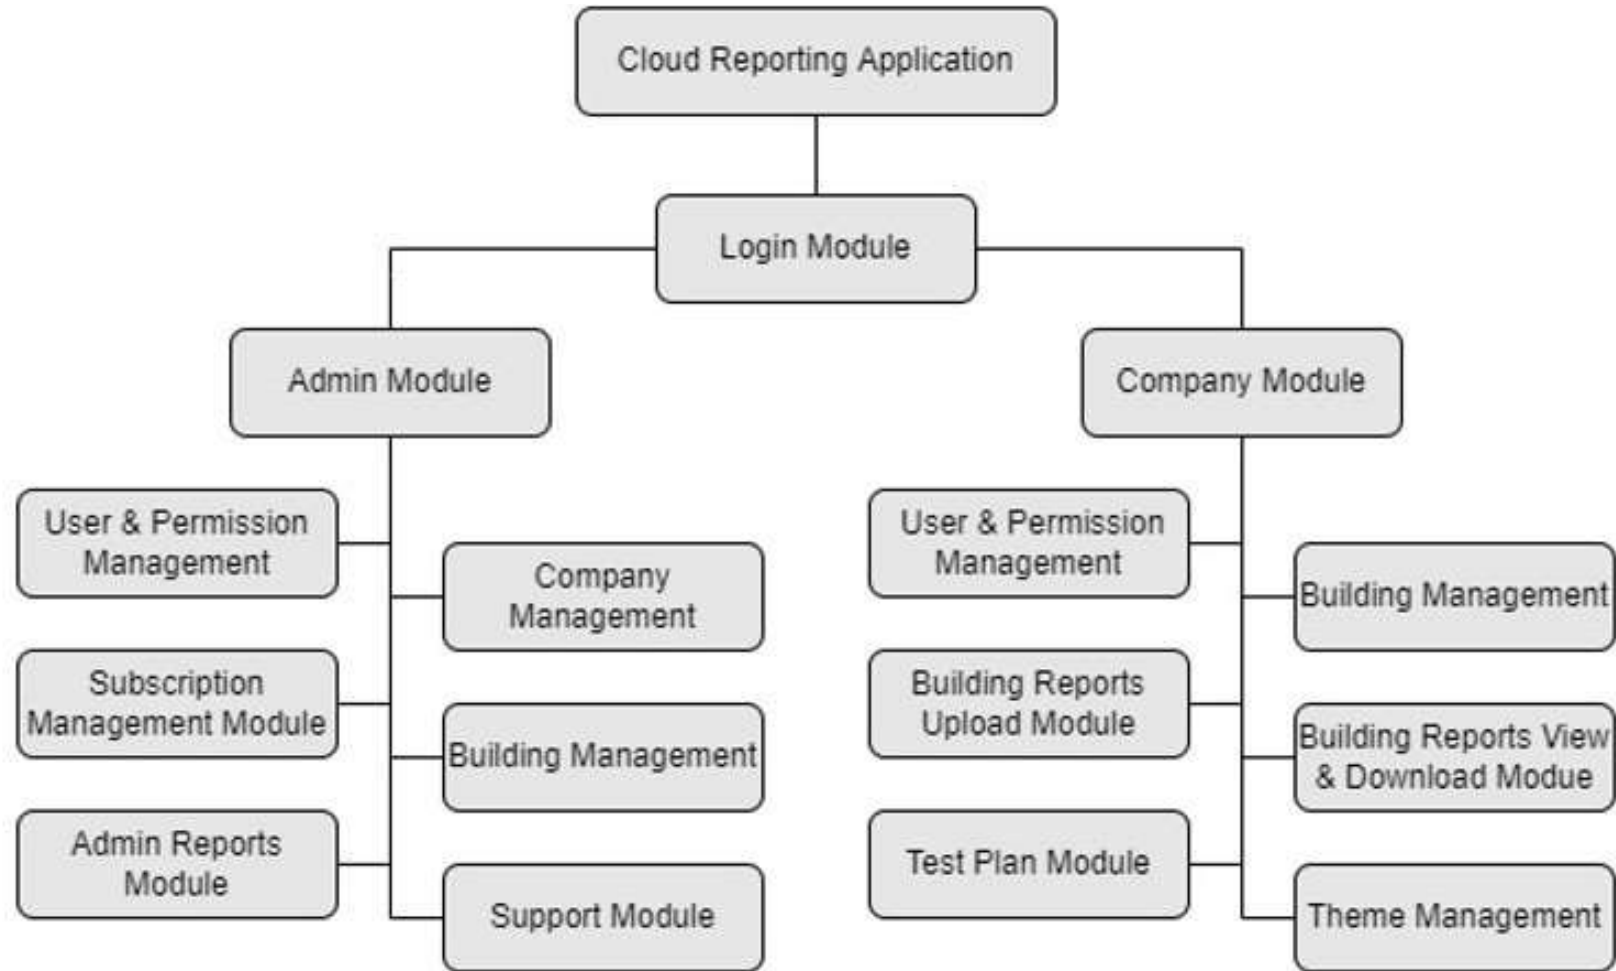 Cloud Reporting Application
Login Module
Admin Module
Company Module
User & Permission
Management
Company
Management
Subscription
Management Module
Building Management
Admin Reports
Module
Support Module
User & Permission
Management
Building Management
Building Reports
Upload Module
Building Reports View
& Download Modue
Test Plan Module
Theme Management